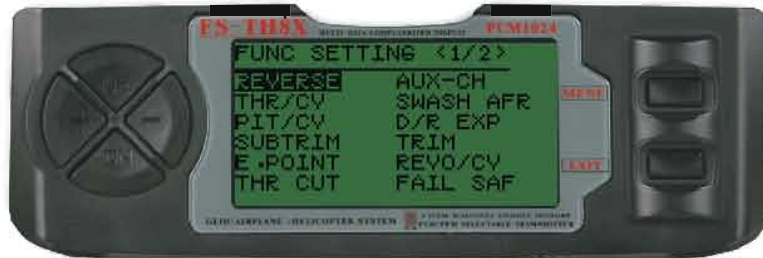 FS-TH8X PCM1024
FUNC SETTING <1/2>
REVERSE AUX-CH
THR/CV SWASH AFR
PIT/CV D/R EXP
SUBTRIM TRIM
E.POINT REVO/CV
THR CUT FAIL SAF
MENU
EXIT
GLID/AIRPLANE /HELICOPTER SYSTEM